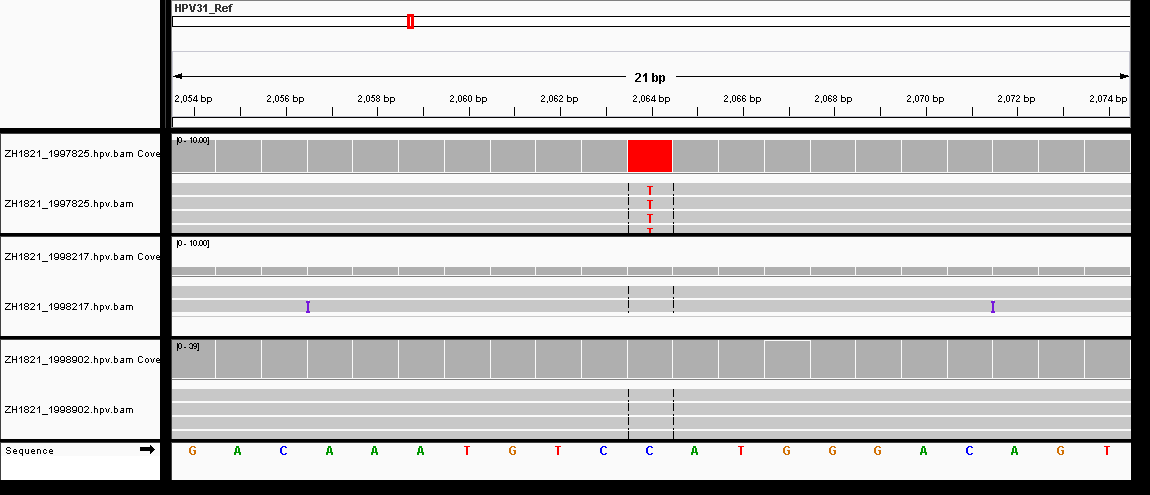 HPV31_Ref
21 bp
2,054 bp 2,056 bp 2,058 bp 2,060 bp 2,062 bp 2,064 bp 2,066 bp 2,068 bp 2,070 bp 2,072 bp 2,074 bp
[0 - 10.00]
ZH1821_1997825.hpv.bam Cove
T
ZH1821_1997825.hpv.bam T
T
T
[0 - 10.00]
ZH1821_1998217.hpv.bam Cove
ZH1821_1998217.hpv.bam I I
[0 - 39]
ZH1821_1998902.hpv.bam Cove
ZH1821_1998902.hpv.bam
Sequence G A C A A A T G T C C A T G G G A C A G T